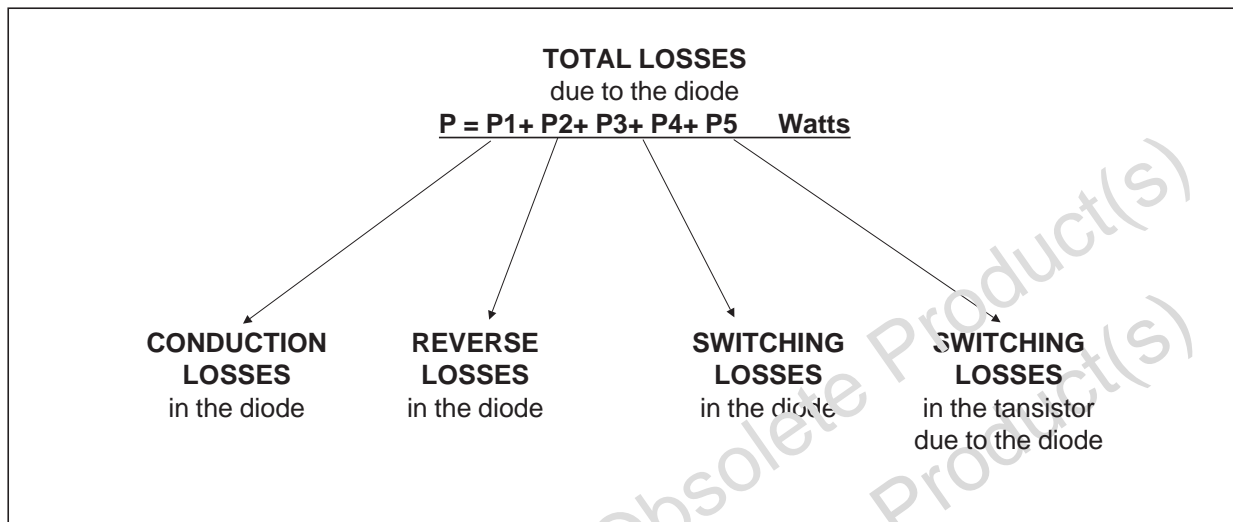 TOTAL LOSSES
due to the diode
P = P1+ P2+ P3+ P4+ P5 Watts
CONDUCTION
LOSSES
in the diode
REVERSE
LOSSES
in the diode
SWITCHING
LOSSES
in the diode
SWITCHING
LOSSES
in the tansistor
due to the diode
Obsolete Product(s)
Product(s)